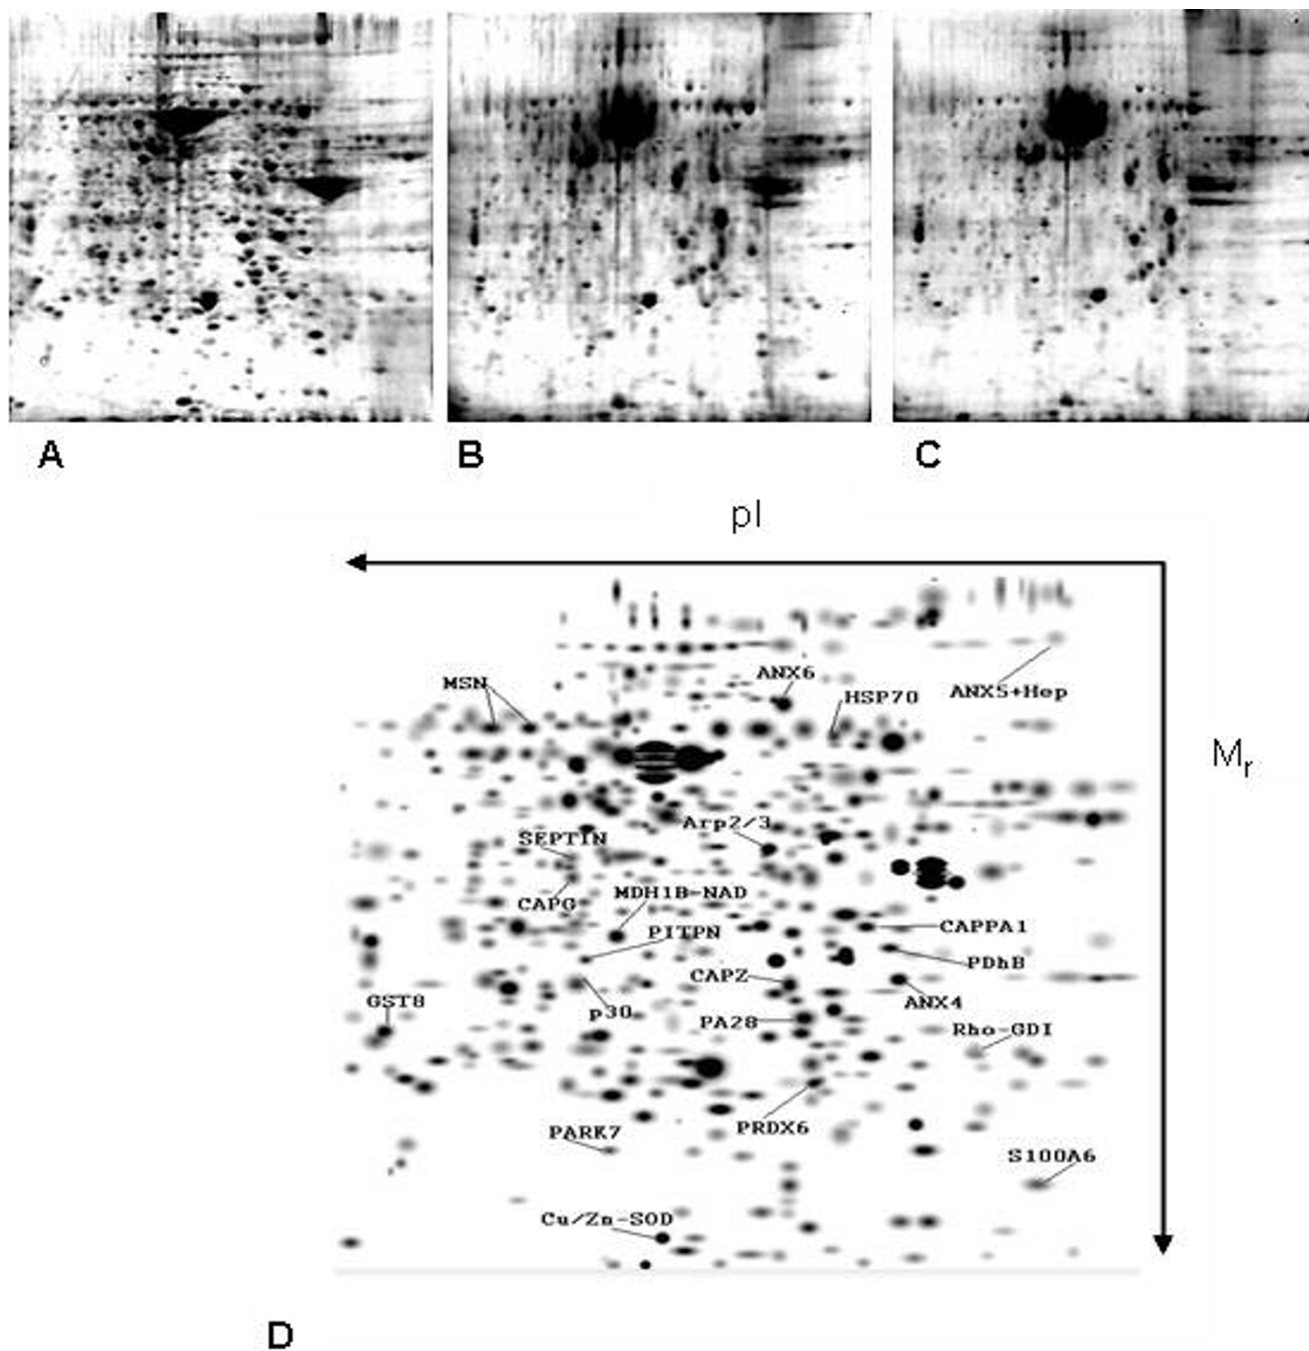 A
B
C
pI
Mr
ANX6
MSN
HSP70
ANX5+Hep
Arp2/3
SEPTIN
MDH1B-NAD
CAPG
PITPN
CAPPA1
PDhB
CAPZ
ANX4
GST8
p30
PA28
Rho-GDI
PRDX6
PARK7
S100A6
Cu/Zn-SOD
D